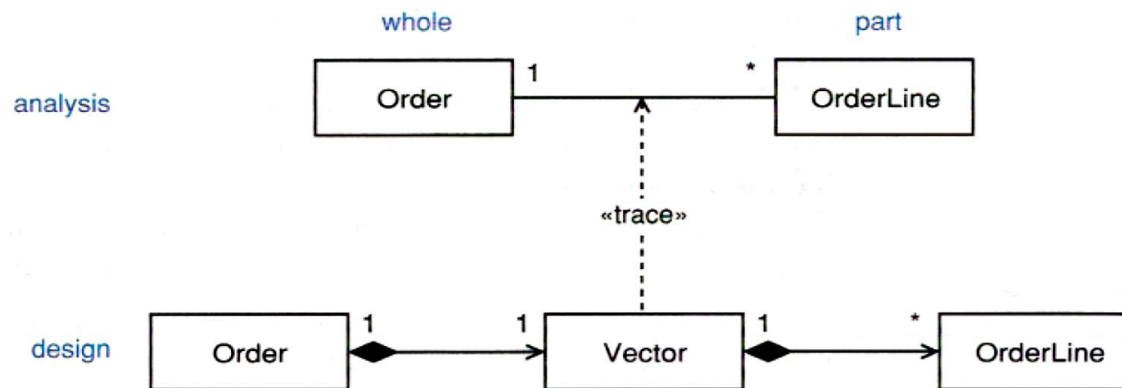 whole part
1 *
analysis Order OrderLine
«trace»
1 1 1 *
design Order Vector OrderLine